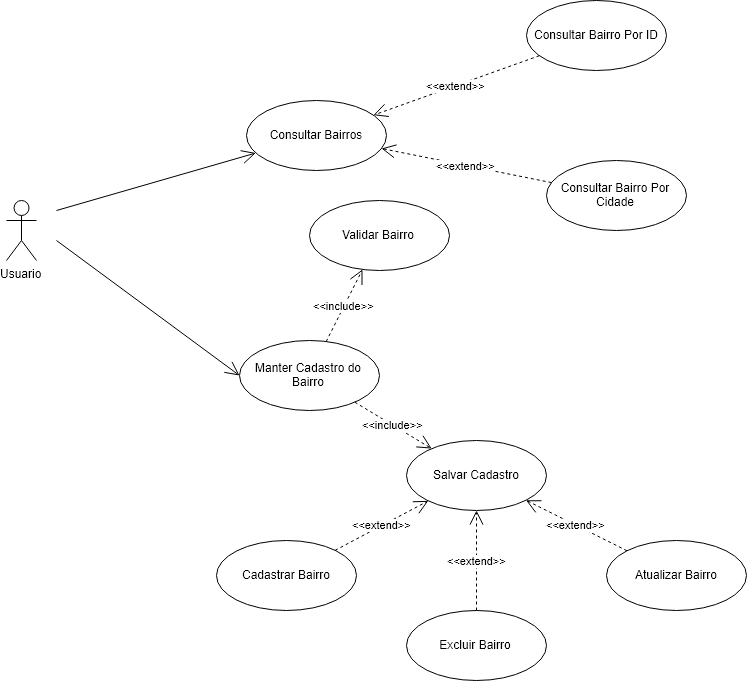 Consultar Bairro Por ID
<<extend>>
Consultar Bairros
<<extend>>
Consultar Bairro Por
Cidade
Validar Bairro
Usuario
<<include>>
Manter Cadastro do
Bairro
<<include>>
Salvar Cadastro
<<extend>>
<<extend>>
<<extend>>
Cadastrar Bairro
Atualizar Bairro
Excluir Bairro